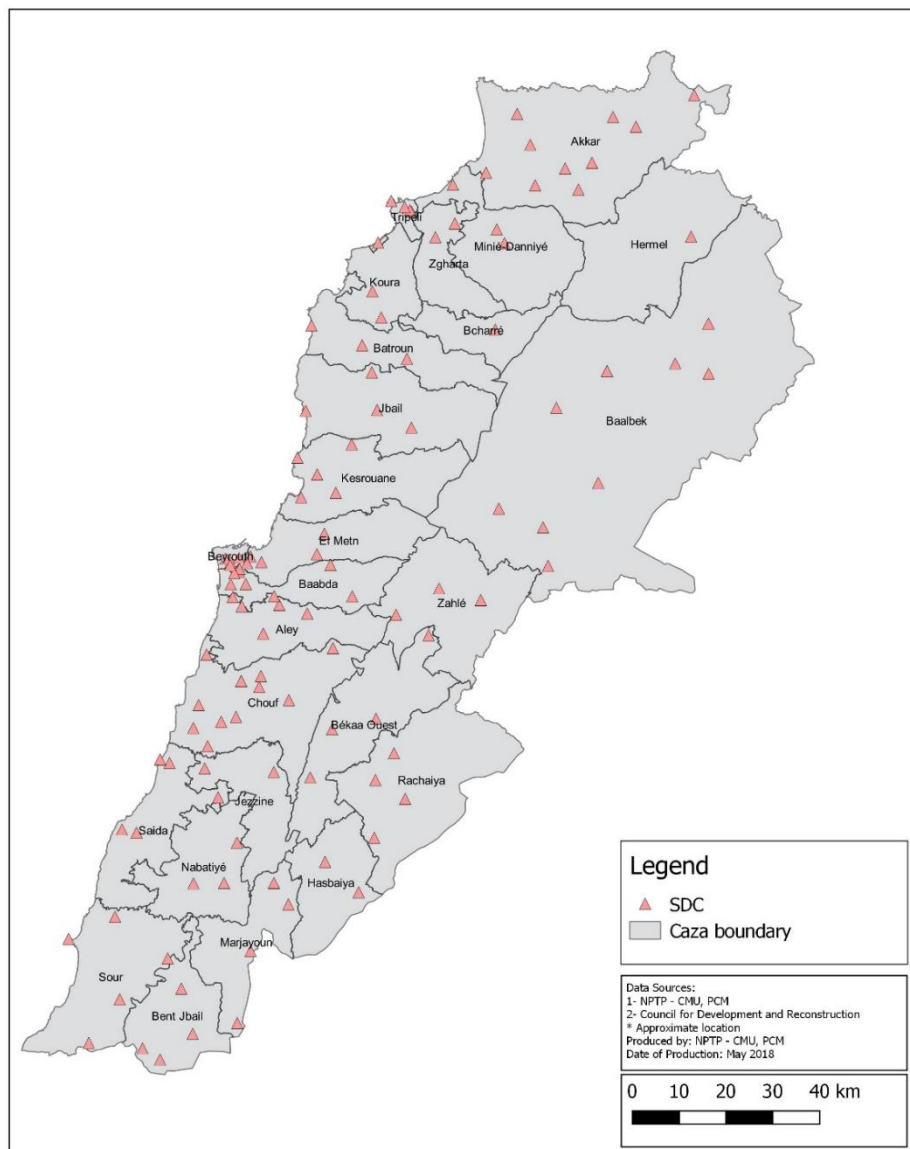 Akkar
Tripoli
Hermel
Minié-Danniyé
Zgharta
Koura
Bcharré
Batroun
Jbail
Baalbek
Kesrouane
El Metn
Beyrouth
Baabda
Zahlé
Aley
Chouf
Békaa Ouest
Rachaiya
Jezzine
Saida
Nabatiyé
Hasbaiya
Marjayoun
Sour
Bent Jbail
Legend
SDC
Caza boundary
Data Sources:
1- NPTP - CMU, PCM
2- Council for Development and Reconstruction
* Approximate location
Produced by: NPTP - CMU, PCM
Date of Production: May 2018
0 10 20 30 40 km